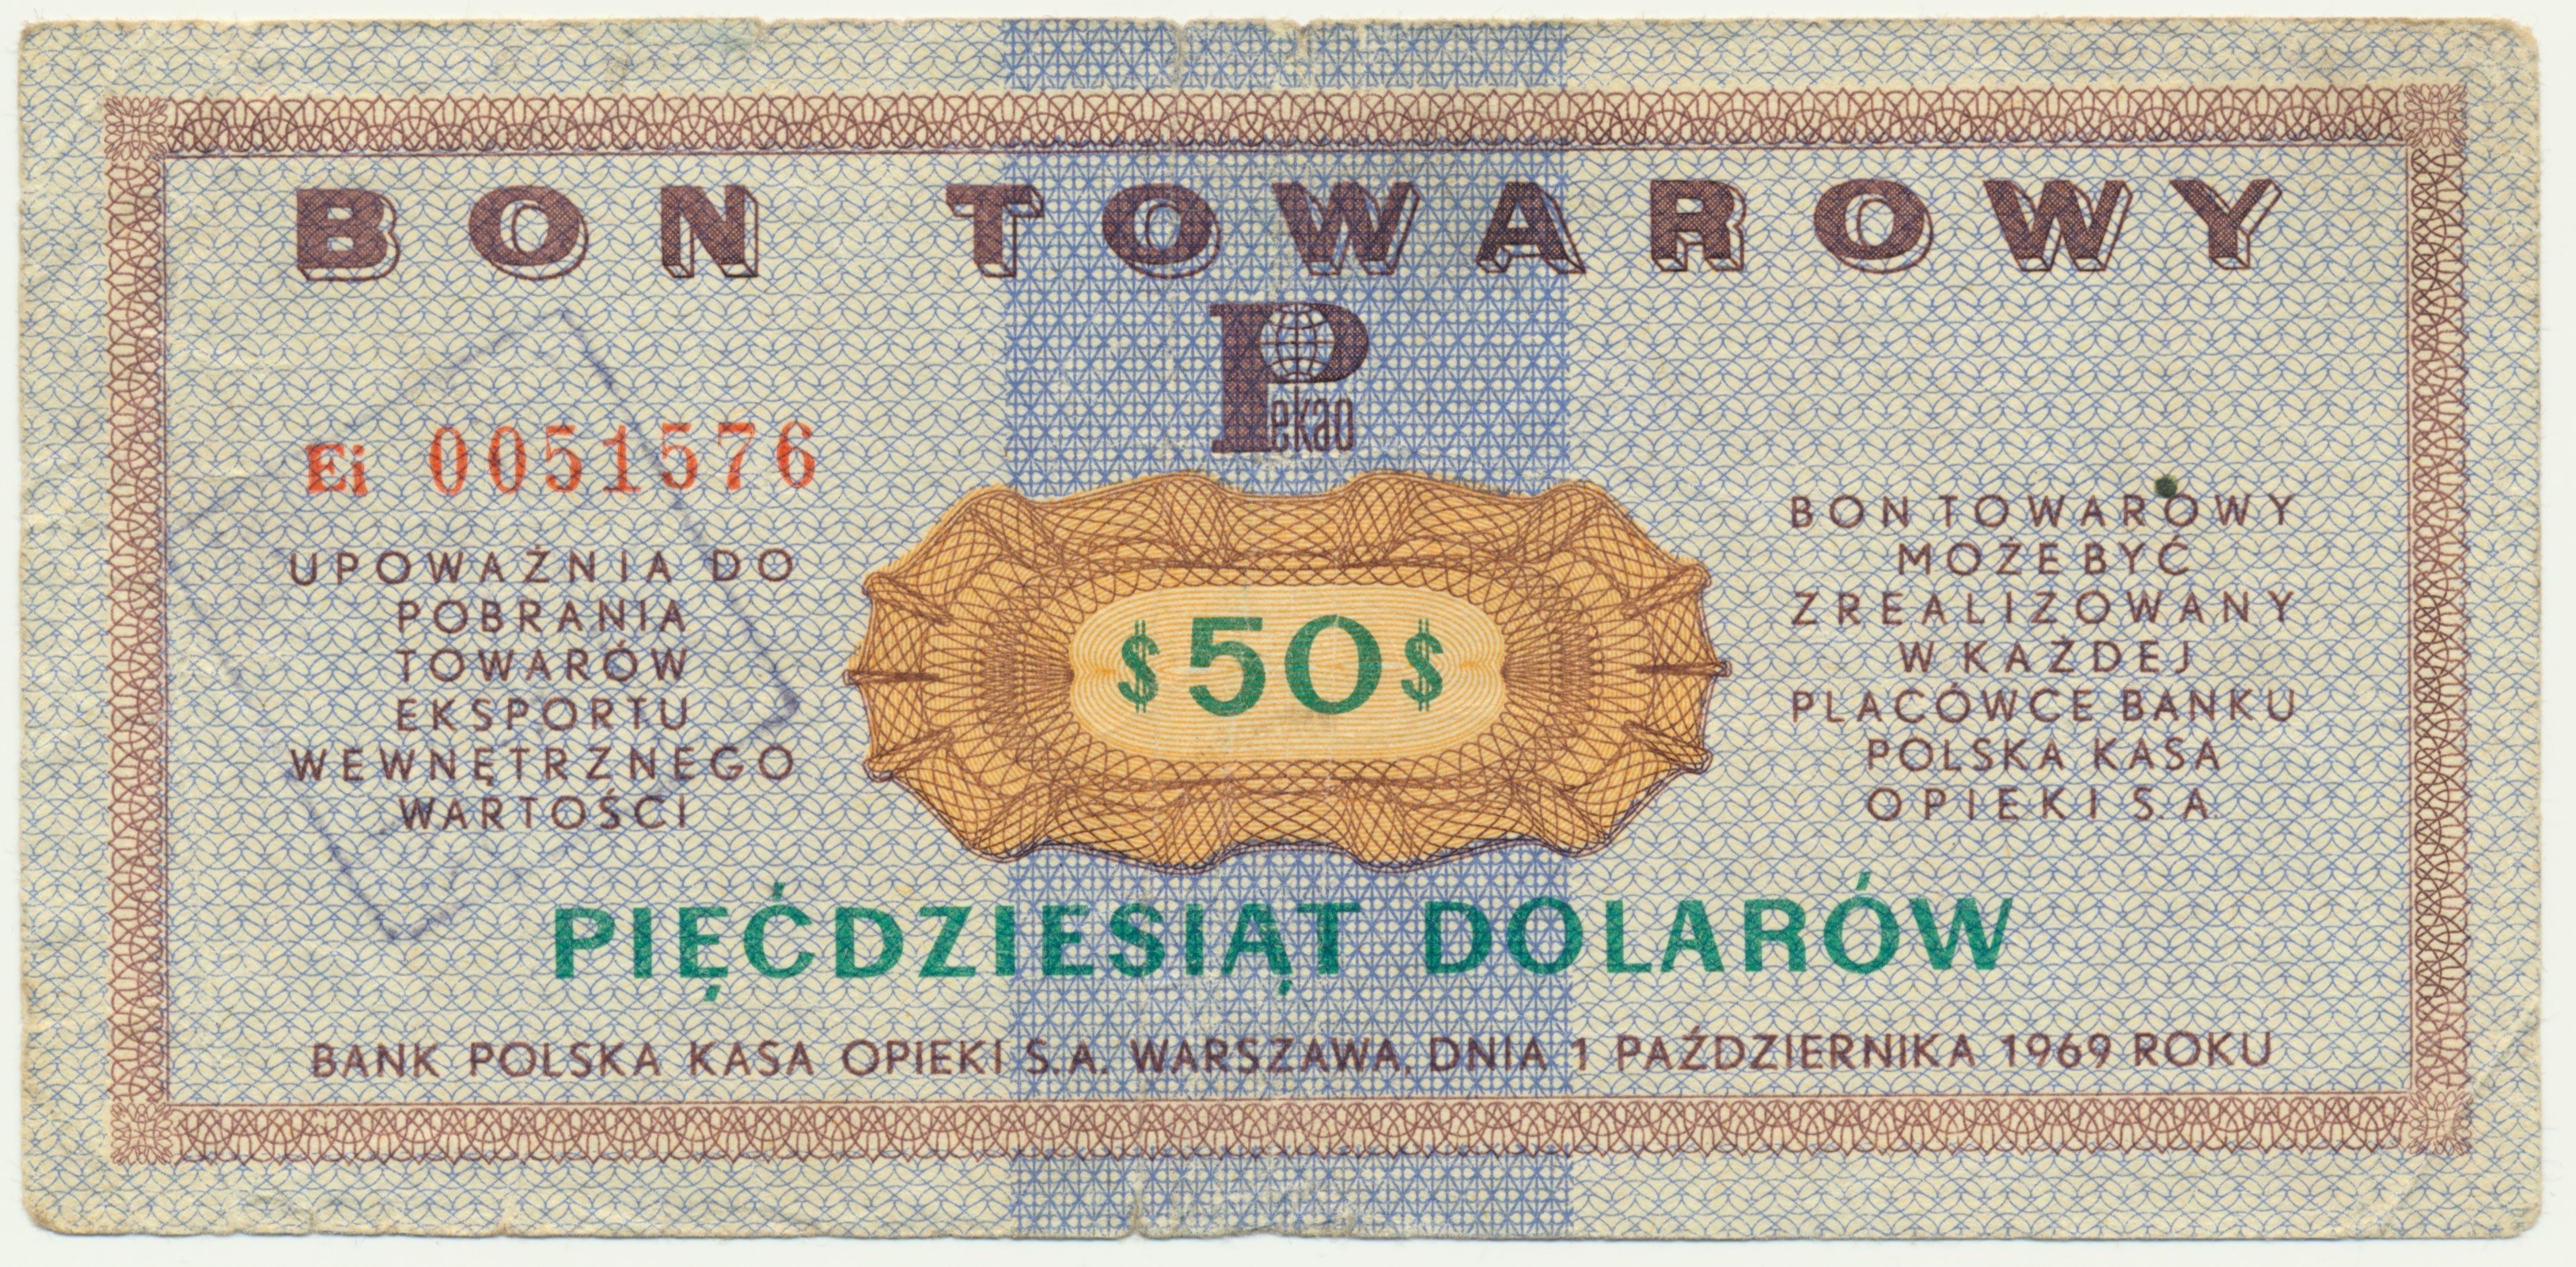 BON TOWAROWY
Pekao
Ei 0051576
UPOWAŻNIA DO
POBRANIA
TOWARÓW
EKSPORTU
WEWNĘTRZNEGO
WARTOŚCI
$50$
BON TOWAROWY
MOŻE BYĆ
ZREALIZOWANY
W KAŻDEJ
PLACÓWCE BANKU
POLSKA KASA
OPIEKI S.A.
PIĘĆDZIESIĄT DOLARÓW
BANK POLSKA KASA OPIEKI S.A. WARSZAWA, DNIA 1 PAŹDZIERNIKA 1969 ROKU